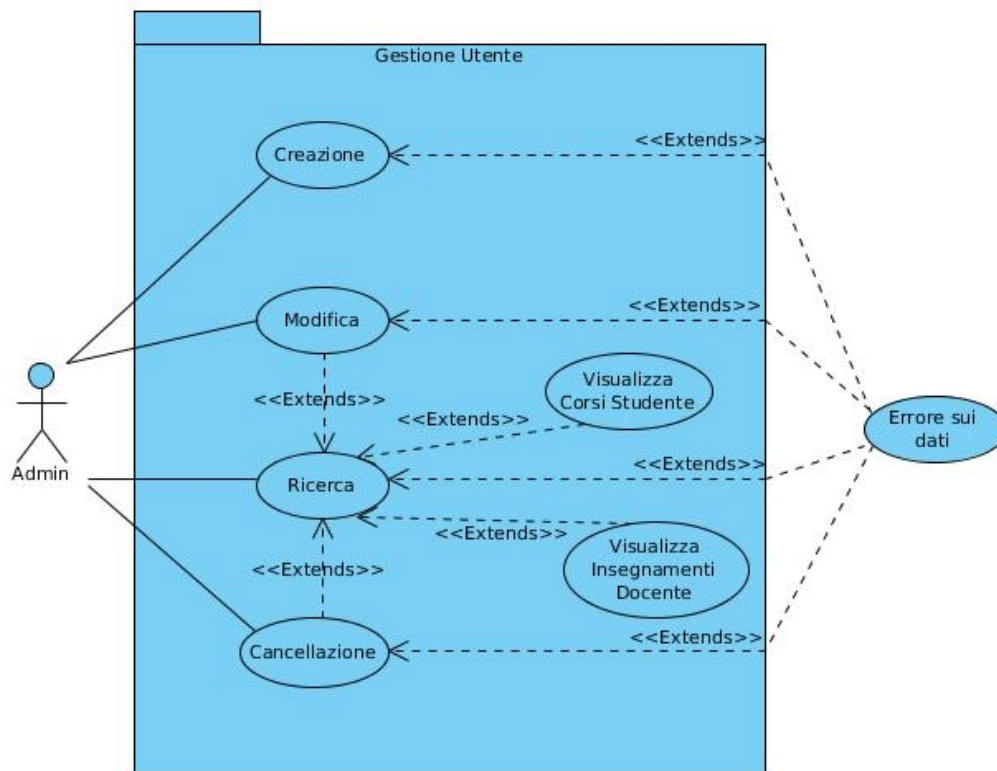 Gestione Utente
<<Extends>>
Creazione
<<Extends>>
Modifica
Visualizza
Corsi Studente
<<Extends>>
<<Extends>>
Errore sui
dati
<<Extends>>
Admin
Ricerca
<<Extends>>
Visualizza
Insegnamenti
Docente
<<Extends>>
<<Extends>>
Cancellazione